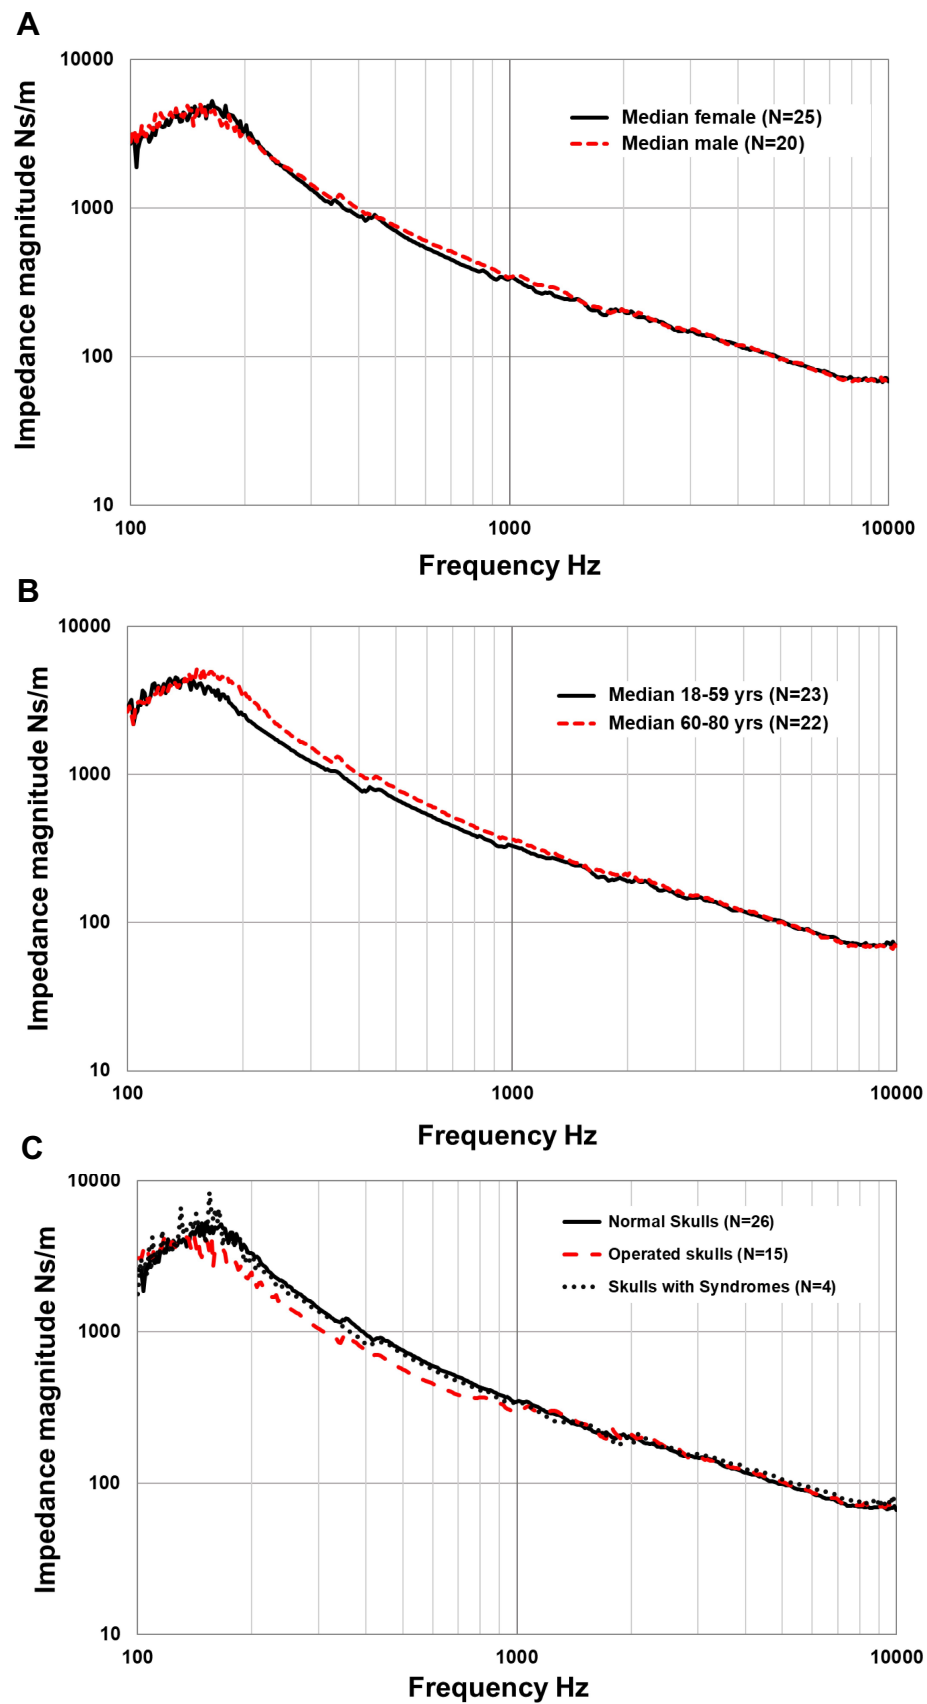 A
Impedance magnitude Ns/m
10000
1000
100
10
Median female (N=25)
Median male (N=20)
100
1000
10000
Frequency Hz
B
Impedance magnitude Ns/m
10000
1000
100
10
Median 18-59 yrs (N=23)
Median 60-80 yrs (N=22)
100
1000
10000
Frequency Hz
C
Impedance magnitude Ns/m
10000
1000
100
10
Normal Skulls (N=26)
Operated skulls (N=15)
Skulls with Syndromes (N=4)
100
1000
10000
Frequency Hz